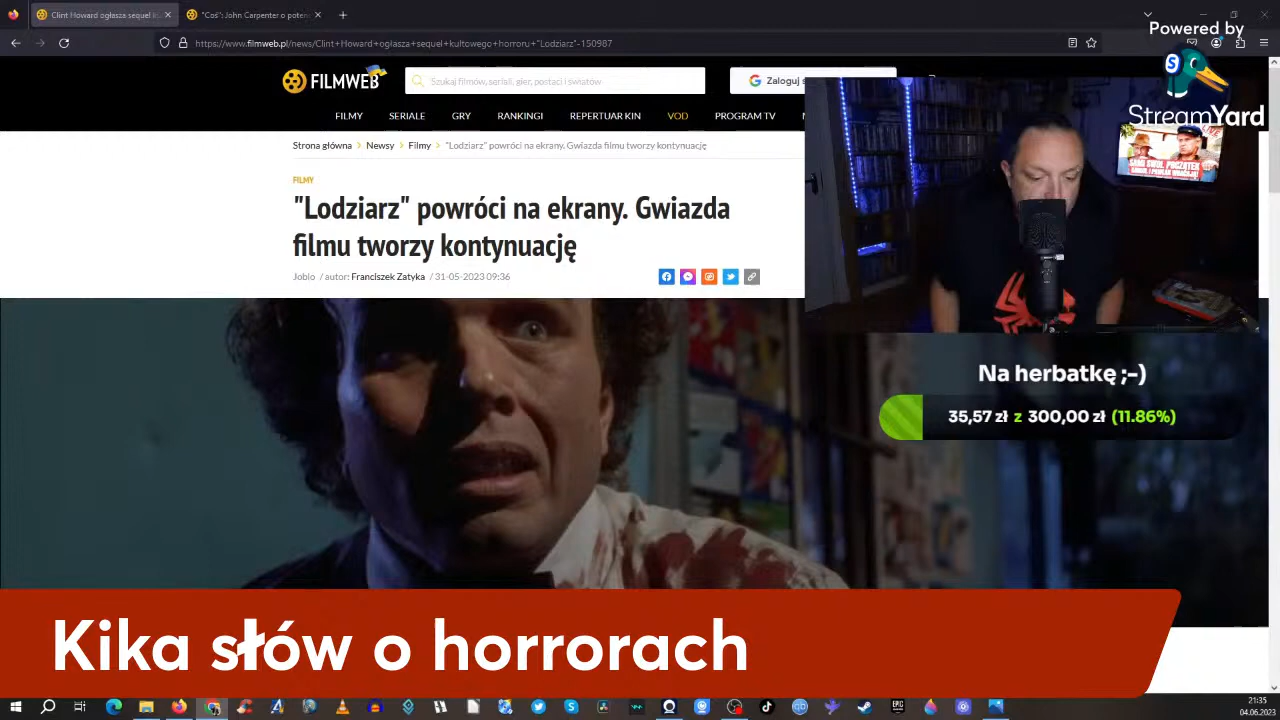 Clint Howard ogłasza sequel ku
"Coś": John Carpenter o poten
Powered by
StreamYard
https://www.filmweb.pl/news/Clint+Howard+ogłasza+sequel+kultowego+horroru+"Lodziarz"-150987
FILMWEB
Szukaj filmów, seriali, gier, postaci i światów
Zaloguj s
FILMY SERIALE GRY RANKINGI REPERTUAR KIN VOD PROGRAM TV
Strona główna > Newsy > Filmy > "Lodziarz" powróci na ekrany. Gwiazda filmu tworzy kontynuację
FILMY
"Lodziarz" powróci na ekrany. Gwiazda
filmu tworzy kontynuację
Joblo / autor: Franciszek Zatyka / 31-05-2023 09:36
Na herbatkę ;-)
35,57 zł z 300,00 zł (11.86%)
Kika słów o horrorach
21:35
04.06.2023